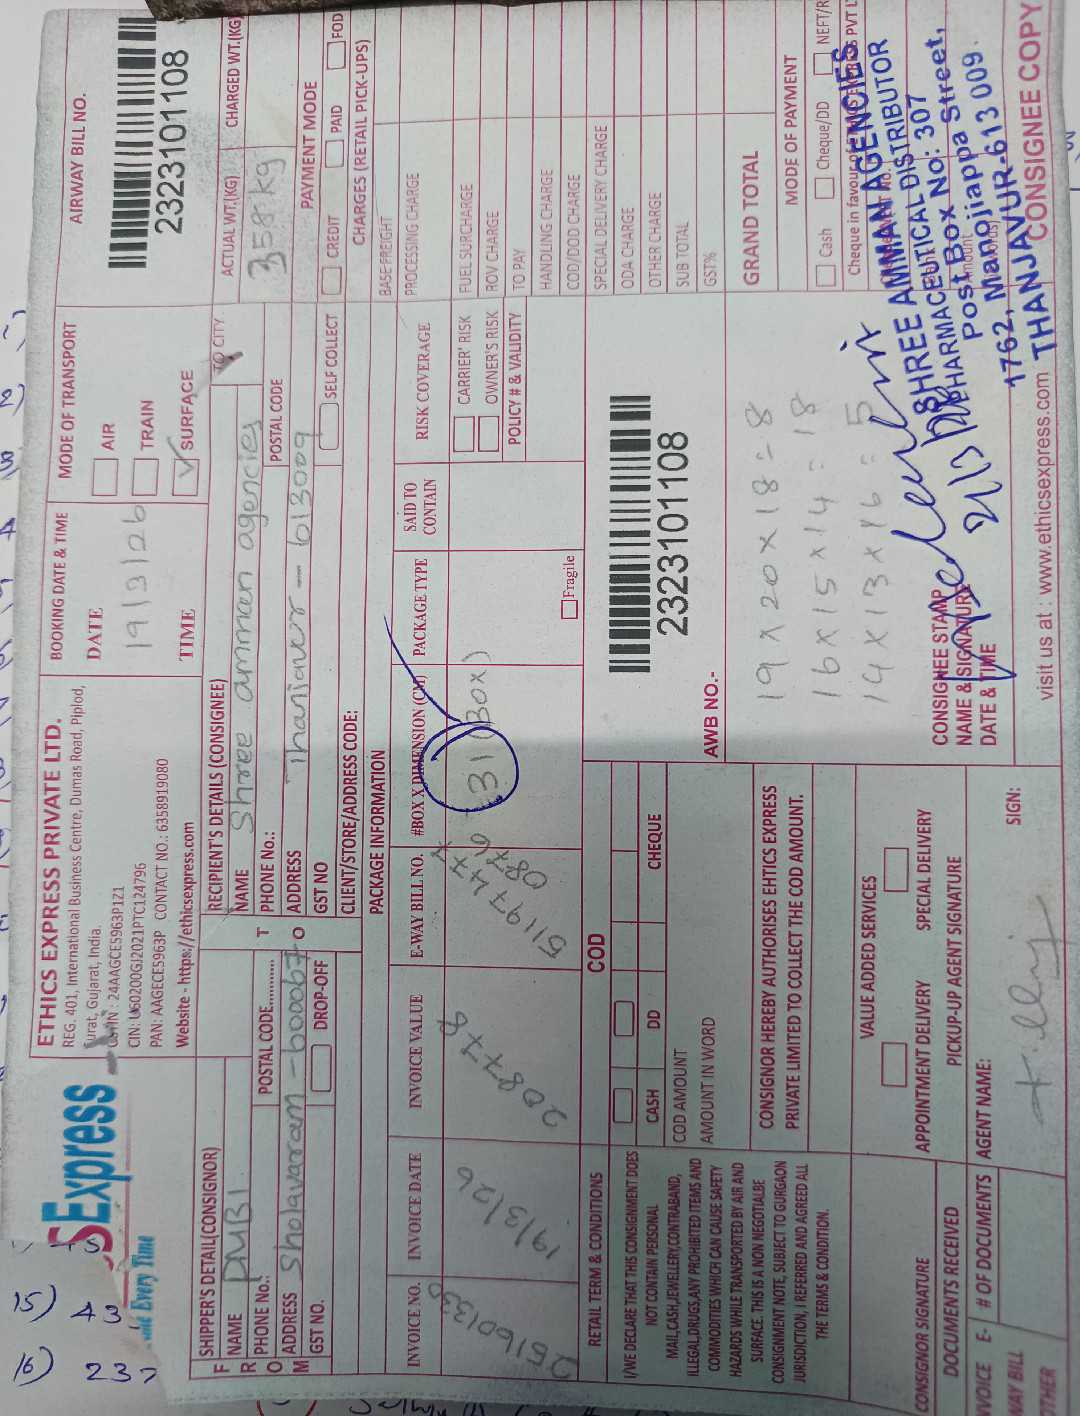 SExpress
...and Every Time
ETHICS EXPRESS PRIVATE LTD.
REG. 401, International Business Centre, Dumas Road, Piplod,
Surat, Gujarat, India.
GSTIN : 24AAGCE5963P1Z1
CIN: U60200GJ2021PTC124796
PAN: AAGECE5963P CONTACT NO.: 6358919080
Website - https://ethicsexpress.com
BOOKING DATE & TIME
DATE
19/3/26
TIME
MODE OF TRANSPORT
AIR
TRAIN
SURFACE
AIRWAY BILL NO.
2323101108
SHIPPER'S DETAIL(CONSIGNOR)
FROM
NAME DMBI
PHONE No.: POSTAL CODE............
ADDRESS Sholavaram - 600067
GST NO. DROP-OFF
RECIPIENT'S DETAILS (CONSIGNEE) TO CITY
TO
NAME Shree amman agencies
PHONE No.: POSTAL CODE
ADDRESS Thanjavur - 613009
GST NO SELF COLLECT
CLIENT/STORE/ADDRESS CODE:
ACTUAL WT.(KG) CHARGED WT.(KG)
358 kg
PAYMENT MODE
CREDIT PAID FOD
CHARGES (RETAIL PICK-UPS)
BASE FREIGHT
PROCESSING CHARGE
FUEL SURCHARGE
ROV CHARGE
TO PAY
HANDLING CHARGE
COD/DOD CHARGE
SPECIAL DELIVERY CHARGE
ODA CHARGE
OTHER CHARGE
SUB TOTAL
GST%
GRAND TOTAL
MODE OF PAYMENT
Cash Cheque/DD NEFT/R
PACKAGE INFORMATION
INVOICE NO. INVOICE DATE INVOICE VALUE E-WAY BILL NO. #BOX X DIMENSION (CM) PACKAGE TYPE SAID TO CONTAIN RISK COVERAGE
251601330 19/3/26 2087778 51197477 0876 31 (BOX)
Fragile
CARRIER' RISK
OWNER'S RISK
POLICY # & VALIDITY
RETAIL TERM & CONDITIONS
I/WE DECLARE THAT THIS CONSIGNMENT DOES
NOT CONTAIN PERSONAL
MAIL,CASH,JEWELLERY,CONTRABAND,
ILLEGAL,DRUGS,ANY PROHIBITED ITEMS AND
COMMODITIES WHICH CAN CAUSE SAFETY
HAZARDS WHILE TRANSPORTED BY AIR AND
SURFACE. THIS IS A NON NEGOTIALBE
CONSIGNMENT NOTE, SUBJECT TO GURGAON
JURISDICTION, I REFERRED AND AGREED ALL
THE TERMS & CONDITION.
COD
CASH DD CHEQUE
COD AMOUNT
AMOUNT IN WORD
CONSIGNOR HEREBY AUTHORISES EHTICS EXPRESS
PRIVATE LIMITED TO COLLECT THE COD AMOUNT.
AWB NO.-
2323101108
19 x 20 x 18 = 8
16 x 15 x 14 = 18
14 x 13 x 16 = 5
VALUE ADDED SERVICES
APPOINTMENT DELIVERY SPECIAL DELIVERY
CONSIGNOR SIGNATURE
DOCUMENTS RECEIVED
PICKUP-UP AGENT SIGNATURE
INVOICE E- # OF DOCUMENTS
WAY BILL
OTHER
AGENT NAME: SIGN:
CONSIGNEE STAMP
NAME & SIGNATURE
DATE & TIME
SHREE AMMAN AGENCIES
PHARMACEUTICAL DISTRIBUTOR
Post Box No: 307
1762, Manojiappa Street,
THANJAVUR-613 009.
visit us at : www.ethicsexpress.com
CONSIGNEE COPY
15) 43
16) 237